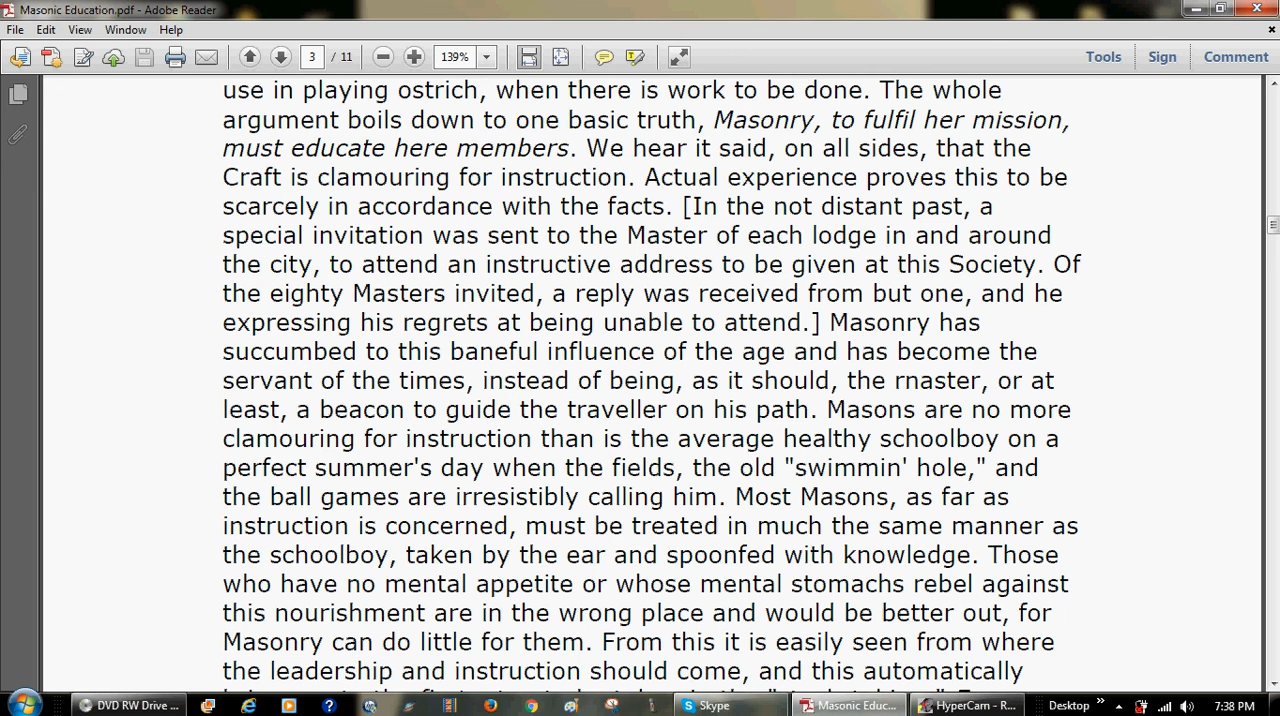 Masonic Education.pdf - Adobe Reader
File Edit View Window Help
3 / 11 139% Tools Sign Comment
use in playing ostrich, when there is work to be done. The whole
argument boils down to one basic truth, Masonry, to fulfil her mission,
must educate here members. We hear it said, on all sides, that the
Craft is clamouring for instruction. Actual experience proves this to be
scarcely in accordance with the facts. [In the not distant past, a
special invitation was sent to the Master of each lodge in and around
the city, to attend an instructive address to be given at this Society. Of
the eighty Masters invited, a reply was received from but one, and he
expressing his regrets at being unable to attend.] Masonry has
succumbed to this baneful influence of the age and has become the
servant of the times, instead of being, as it should, the rnaster, or at
least, a beacon to guide the traveller on his path. Masons are no more
clamouring for instruction than is the average healthy schoolboy on a
perfect summer's day when the fields, the old "swimmin' hole," and
the ball games are irresistibly calling him. Most Masons, as far as
instruction is concerned, must be treated in much the same manner as
the schoolboy, taken by the ear and spoonfed with knowledge. Those
who have no mental appetite or whose mental stomachs rebel against
this nourishment are in the wrong place and would be better out, for
Masonry can do little for them. From this it is easily seen from where
the leadership and instruction should come, and this automatically
DVD RW Drive ... Skype Masonic Educ... HyperCam - R... Desktop » 7:38 PM